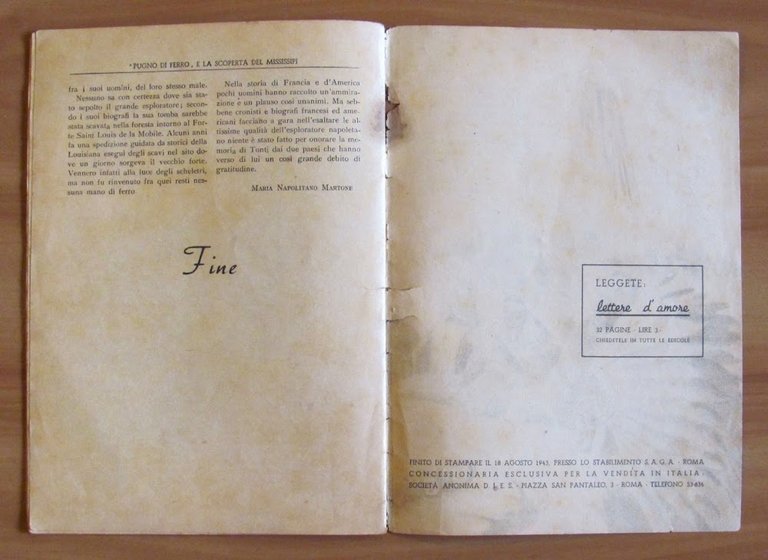 "PUGNO DI FERRO" E LA SCOPERTA DEL MISSISSIPI
fra i suoi uomini, del loro stesso male.
Nessuno sa con certezza dove sia sta-
to sepolto il grande esploratore; secon-
do i suoi biografi la sua tomba sarebbe
stata scavata nella foresta intorno al For-
te Saint Louis de la Mobile. Alcuni anni
fa una spedizione guidata da storici della
Louisiana eseguì degli scavi nel sito do-
ve un giorno sorgeva il vecchio forte.
Vennero infatti alla luce degli scheletri,
ma non fu rinvenuto fra quei resti nes-
suna mano di ferro
Nella storia di Francia e d'America
pochi uomini hanno raccolto un'ammira-
zione e un plauso così unanimi. Ma seb-
bene cronisti e biografi francesi ed ame-
ricani facciano a gara nell'esaltare le al-
tissime qualità dell'esploratore napoleta-
no niente è stato fatto per onorare la me-
moria di Tonti dai due paesi che hanno
verso di lui un così grande debito di
gratitudine.
MARIA NAPOLITANO MARTONE
Fine
LEGGETE:
lettere d'amore
32 PAGINE - LIRE 3 -
CHIEDETELE IN TUTTE LE EDICOLE
FINITO DI STAMPARE IL 18 AGOSTO 1943, PRESSO LO STABILIMENTO S.A.G.A. - ROMA
CONCESSIONARIA ESCLUSIVA PER LA VENDITA IN ITALIA -
SOCIETÀ ANONIMA D.I.E.S. - PIAZZA SAN PANTALEO, 3 - ROMA - TELEFONO 53-636